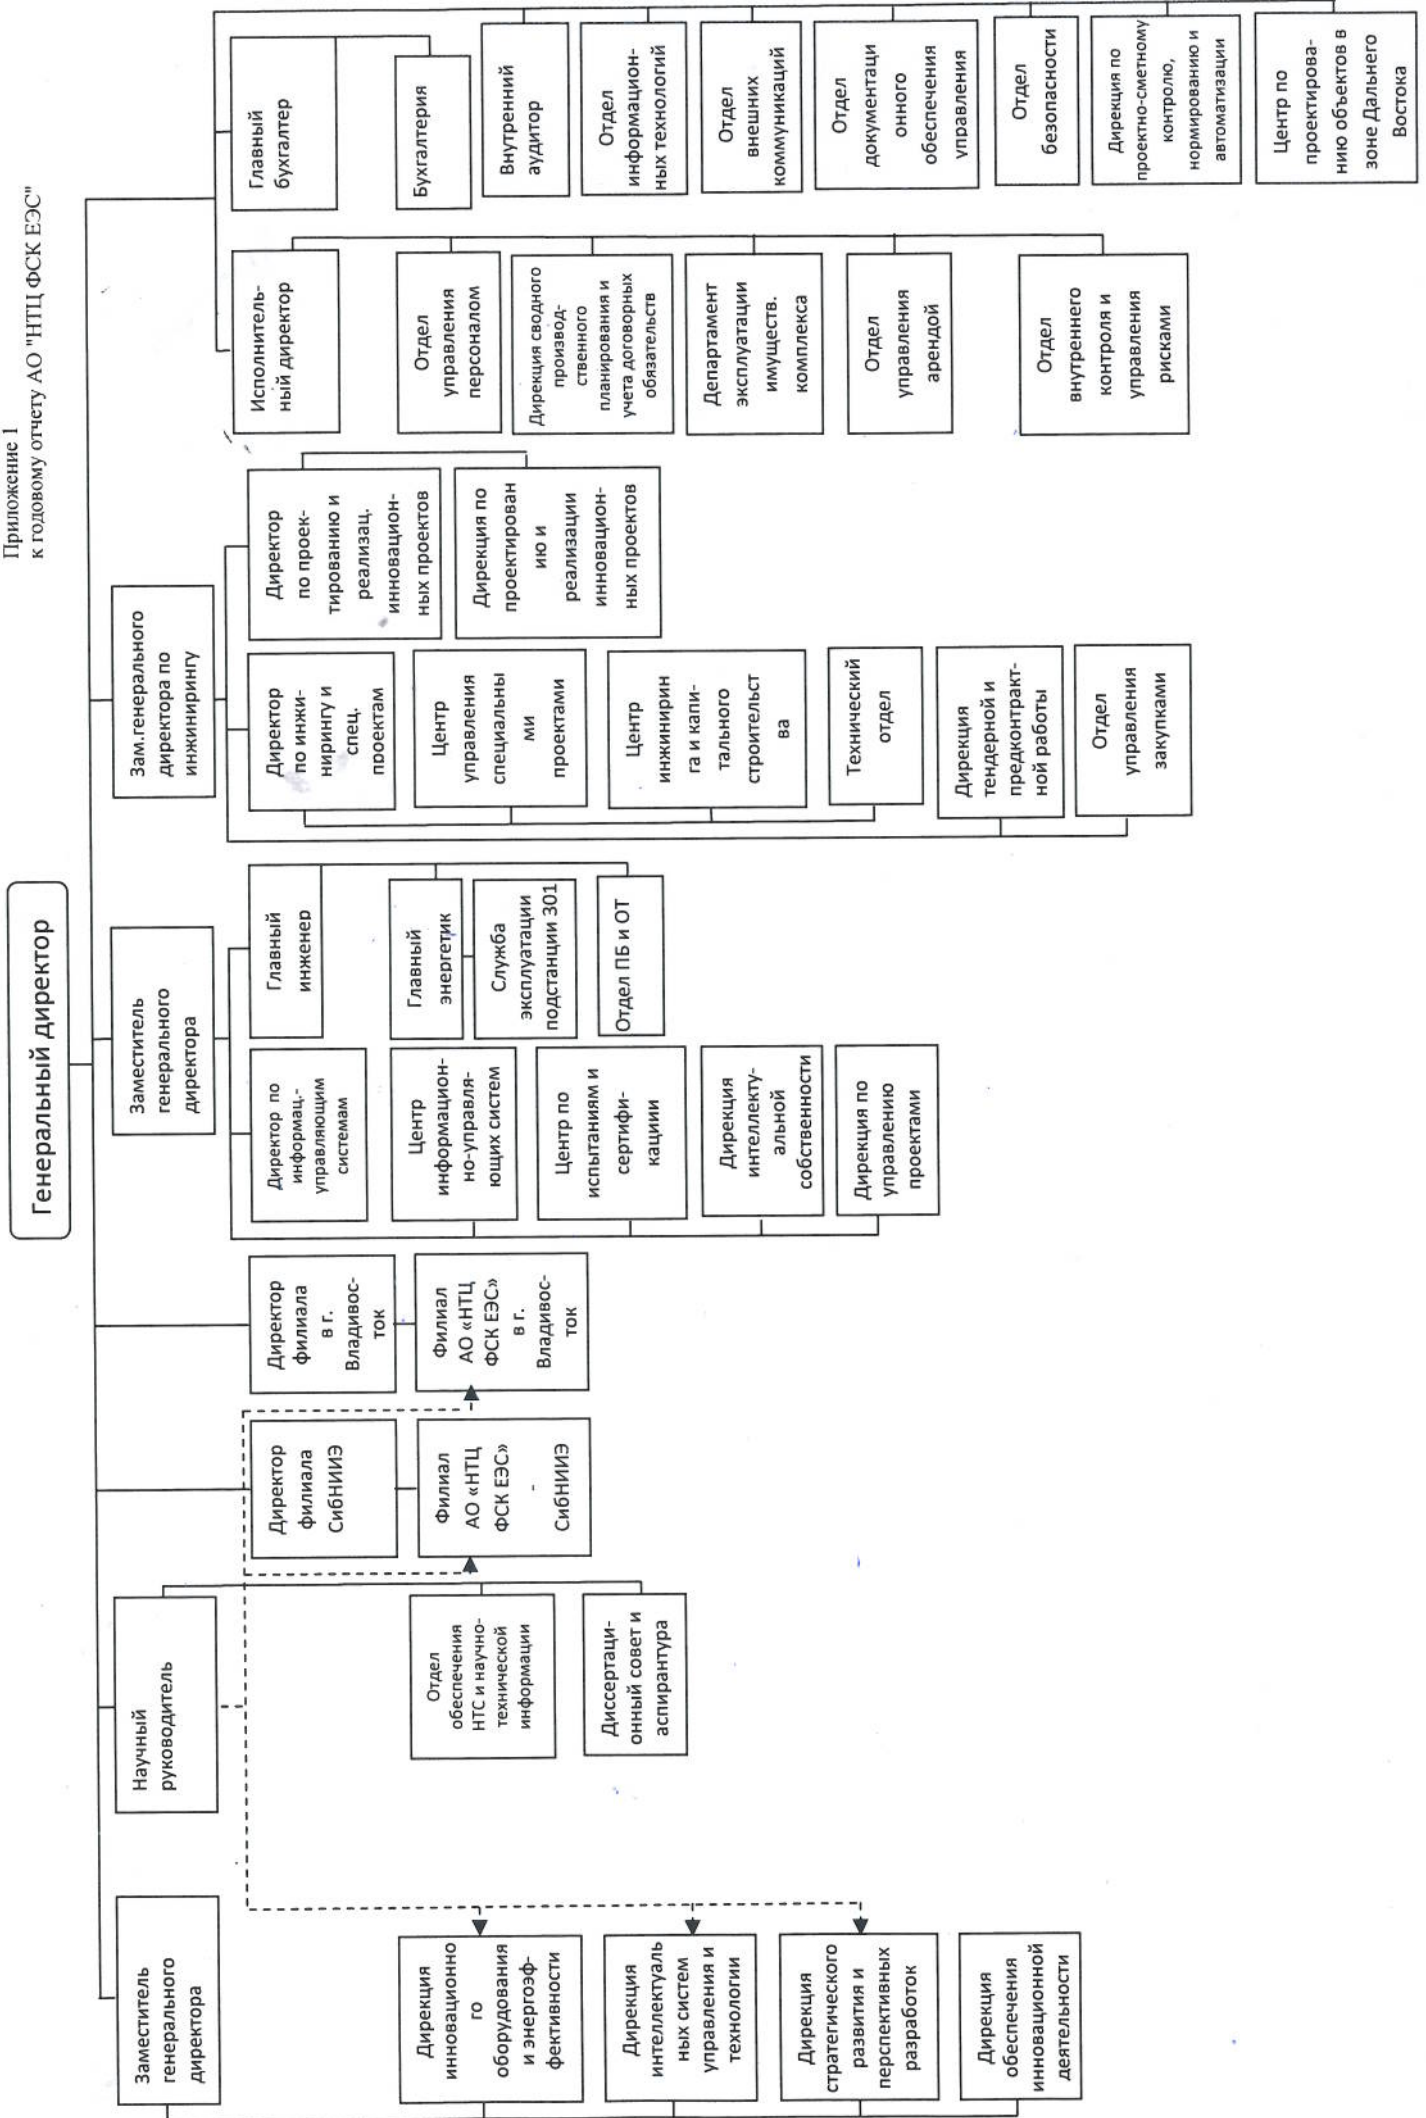 Приложение 1
к годовому отчету АО "НТЦ ФСК ЕЭС"
Генеральный директор
Заместитель
генерального
директора
Дирекция
инновационно
го
оборудования
и энергоэф-
фективности
Дирекция
интеллектуаль
ных систем
управления и
технологии
Дирекция
стратегического
развития и
перспективных
разработок
Дирекция
обеспечения
инновационной
деятельности
Научный
руководитель
Отдел
обеспечения
НТС и научно-
технической
информации
Диссертаци-
онный совет и
аспирантура
Директор
филиала
СибНИИЭ
Филиал
АО «НТЦ
ФСК ЕЭС»
-
СибНИИЭ
Директор
филиала
в г.
Владивос-
ток
Филиал
АО «НТЦ
ФСК ЕЭС»
в г.
Владивос-
ток
Заместитель
генерального
директора
Директор по
информац.-
управляющим
системам
Центр
информацион-
но-управля-
ющих систем
Центр по
испытаниям и
сертифи-
кациии
Дирекция
интеллекту-
альной
собственности
Дирекция по
управлению
проектами
Главный
инженер
Главный
энергетик
Служба
эксплуатации
подстанции 301
Отдел ПБ и ОТ
Зам.генерального
директора по
инжинирингу
Директор
по инжи-
нирингу и
спец.
проектам
Центр
управления
специальны
ми
проектами
Центр
инжинирин
га и капи-
тального
строительст
ва
Технический
отдел
Дирекция
тендерной и
предконтракт-
ной работы
Отдел
управления
закупками
Директор
по проек-
тированию и
реализац.
инновацион-
ных проектов
Дирекция по
проектирован
ию и
реализации
инновацион-
ных проектов
Исполнитель-
ный директор
Отдел
управления
персоналом
Дирекция сводного
производ-
ственного
планирования и
учета договорных
обязательств
Департамент
эксплуатации
имуществ.
комплекса
Отдел
управления
арендой
Отдел
внутреннего
контроля и
управления
рисками
Главный
бухгалтер
Бухгалтерия
Внутренний
аудитор
Отдел
информацион-
ных технологий
Отдел
внешних
коммуникаций
Отдел
документаци
онного
обеспечения
управления
Отдел
безопасности
Дирекция по
проектно-сметному
контролю,
нормированию и
автоматизации
Центр по
проектирова-
нию объектов в
зоне Дальнего
Востока